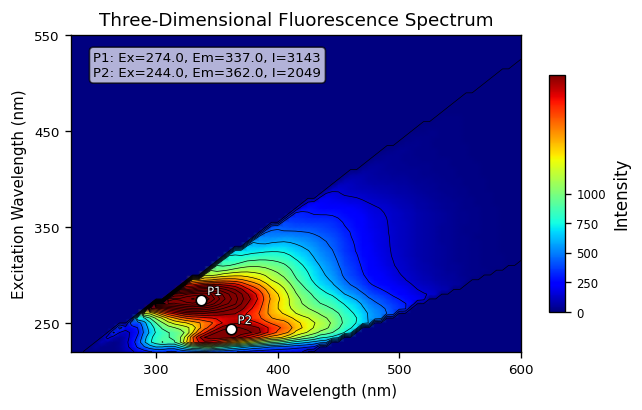 Three-Dimensional Fluorescence Spectrum
P1: Ex=274.0, Em=337.0, I=3143
P2: Ex=244.0, Em=362.0, I=2049
550
450
350
250
Excitation Wavelength (nm)
P1
P2
300
400
500
600
Emission Wavelength (nm)
1000
750
500
250
0
Intensity